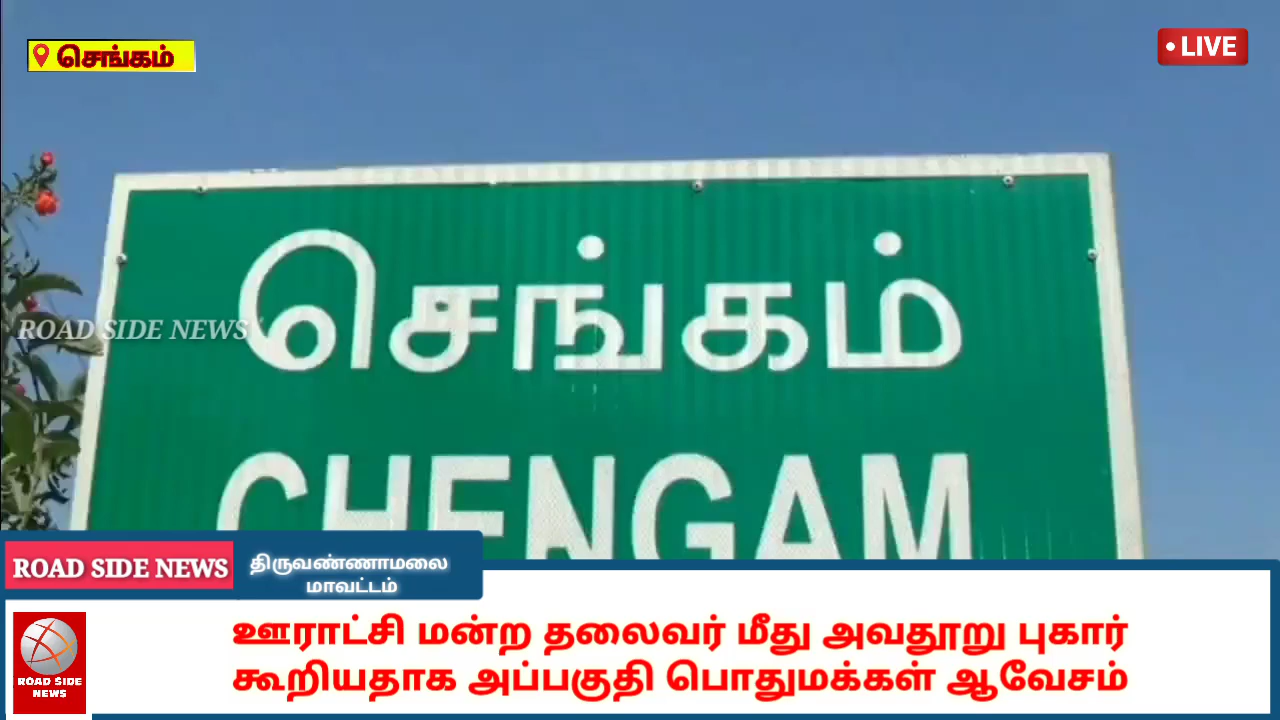 செங்கம்
LIVE
செங்கம்
ROAD SIDE NEWS
CHENGAM
ROAD SIDE NEWS
திருவண்ணாமலை
மாவட்டம்
ஊராட்சி மன்ற தலைவர் மீது அவதூறு புகார்
கூறியதாக அப்பகுதி பொதுமக்கள் ஆவேசம்
ROAD SIDE
NEWS